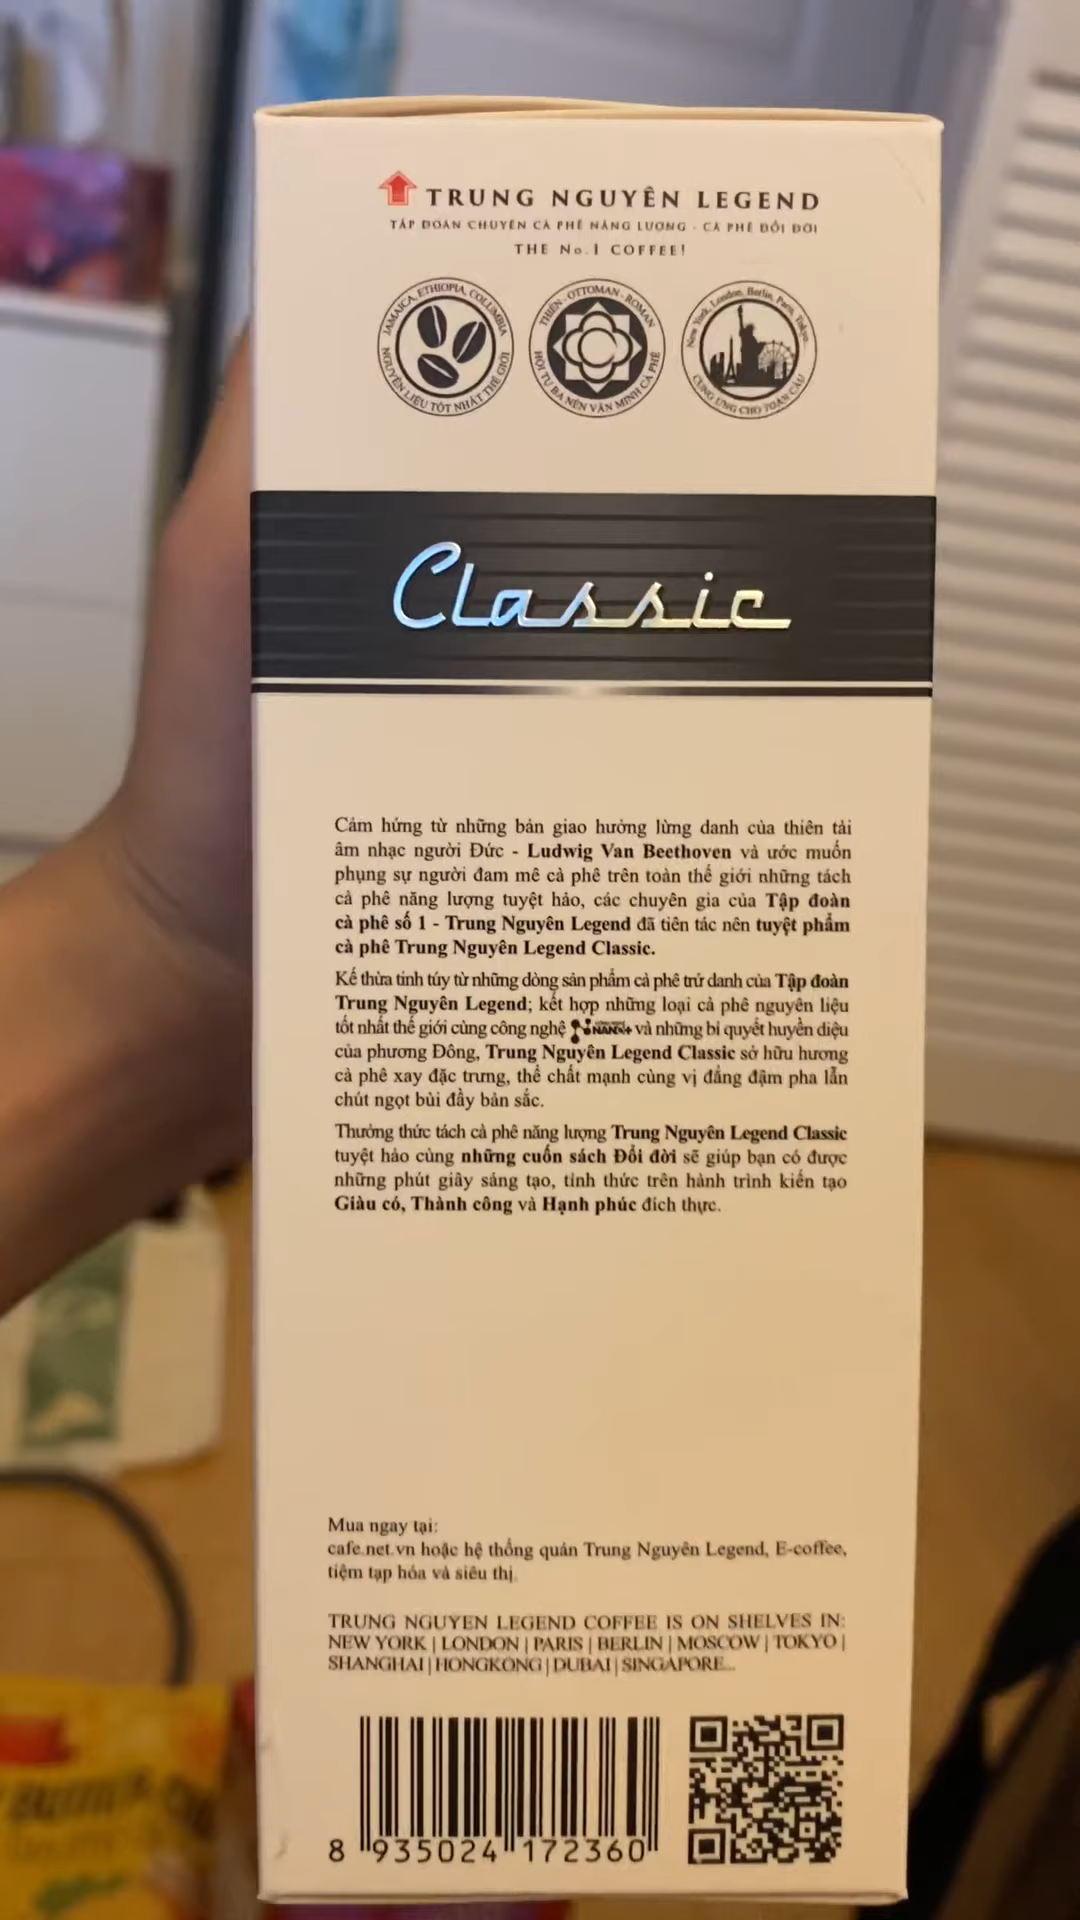 TRUNG NGUYÊN LEGEND
TẬP ĐOÀN CHUYÊN CÀ PHÊ NĂNG LƯỢNG - CÀ PHÊ ĐỔI ĐỜI
THE No.1 COFFEE!
JAMAICA, ETHIOPIA, COLUMBIA
NGUYÊN LIỆU TỐT NHẤT THẾ GIỚI
THIỀN - OTTOMAN - ROMAN
HỘI TỤ BA NỀN VĂN MINH CÀ PHÊ
New York, London, Berlin, Paris, Tokyo...
CUNG ỨNG CHO TOÀN CẦU
Classic
Cảm hứng từ những bản giao hưởng lừng danh của thiên tài
âm nhạc người Đức - Ludwig Van Beethoven và ước muốn
phụng sự người đam mê cà phê trên toàn thế giới những tách
cà phê năng lượng tuyệt hảo, các chuyên gia của Tập đoàn
cà phê số 1 - Trung Nguyên Legend đã tiên tác nên tuyệt phẩm
cà phê Trung Nguyên Legend Classic.
Kế thừa tinh túy từ những dòng sản phẩm cà phê trứ danh của Tập đoàn
Trung Nguyên Legend; kết hợp những loại cà phê nguyên liệu
tốt nhất thế giới cùng công nghệ và những bí quyết huyền diệu
của phương Đông, Trung Nguyên Legend Classic sở hữu hương
cà phê xay đặc trưng, thể chất mạnh cùng vị đắng đậm pha lẫn
chút ngọt bùi đầy bản sắc.
Thưởng thức tách cà phê năng lượng Trung Nguyên Legend Classic
tuyệt hảo cùng những cuốn sách Đổi đời sẽ giúp bạn có được
những phút giây sáng tạo, tỉnh thức trên hành trình kiến tạo
Giàu có, Thành công và Hạnh phúc đích thực.
Mua ngay tại:
cafe.net.vn hoặc hệ thống quán Trung Nguyên Legend, E-coffee,
tiệm tạp hóa và siêu thị.
TRUNG NGUYEN LEGEND COFFEE IS ON SHELVES IN:
NEW YORK | LONDON | PARIS | BERLIN | MOSCOW | TOKYO |
SHANGHAI | HONGKONG | DUBAI | SINGAPORE...
8 935024 172360